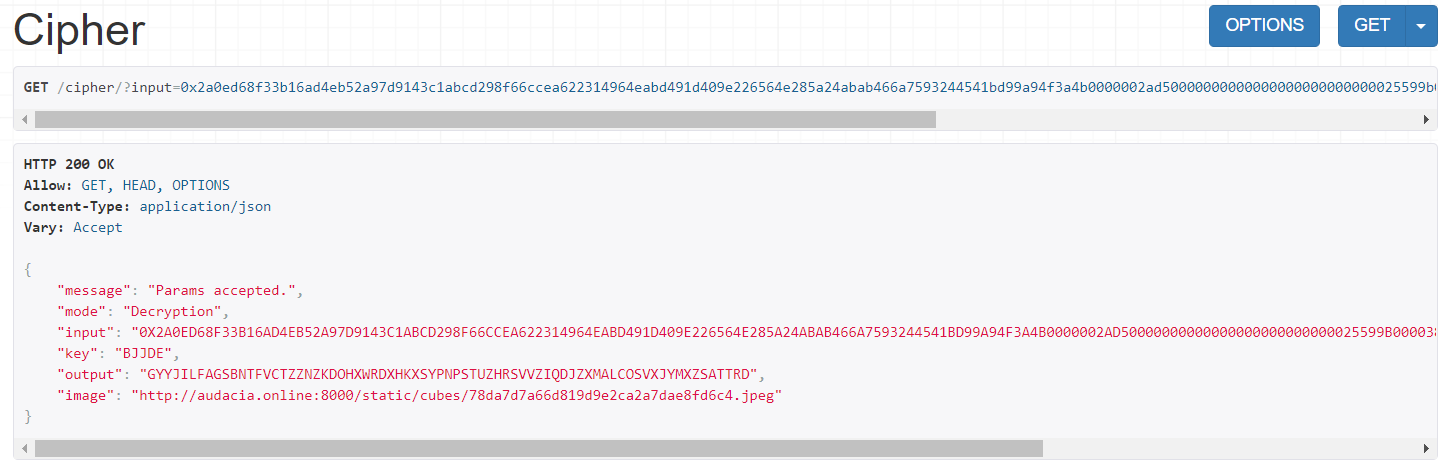 Cipher
OPTIONS
GET
GET /cipher/?input=0x2a0ed68f33b16ad4eb52a97d9143c1abcd298f66ccea622314964eabd491d409e226564e285a24abab466a7593244541bd99a94f3a4b0000002ad50000000000000000000000000025599b0
HTTP 200 OK
Allow: GET, HEAD, OPTIONS
Content-Type: application/json
Vary: Accept
{
"message": "Params accepted.",
"mode": "Decryption",
"input": "0X2A0ED68F33B16AD4EB52A97D9143C1ABCD298F66CCEA622314964EABD491D409E226564E285A24ABAB466A7593244541BD99A94F3A4B0000002AD50000000000000000000000000025599B00003
"key": "BJJDE",
"output": "GYYJILFAGSBNTFVCTZZNZKDOHXWRDXHKXSYPNPSTUZHRSVVZIQDJZXMALCOSVXJYMXZSATTRD",
"image": "http://audacia.online:8000/static/cubes/78da7d7a66d819d9e2ca2a7dae8fd6c4.jpeg"
}